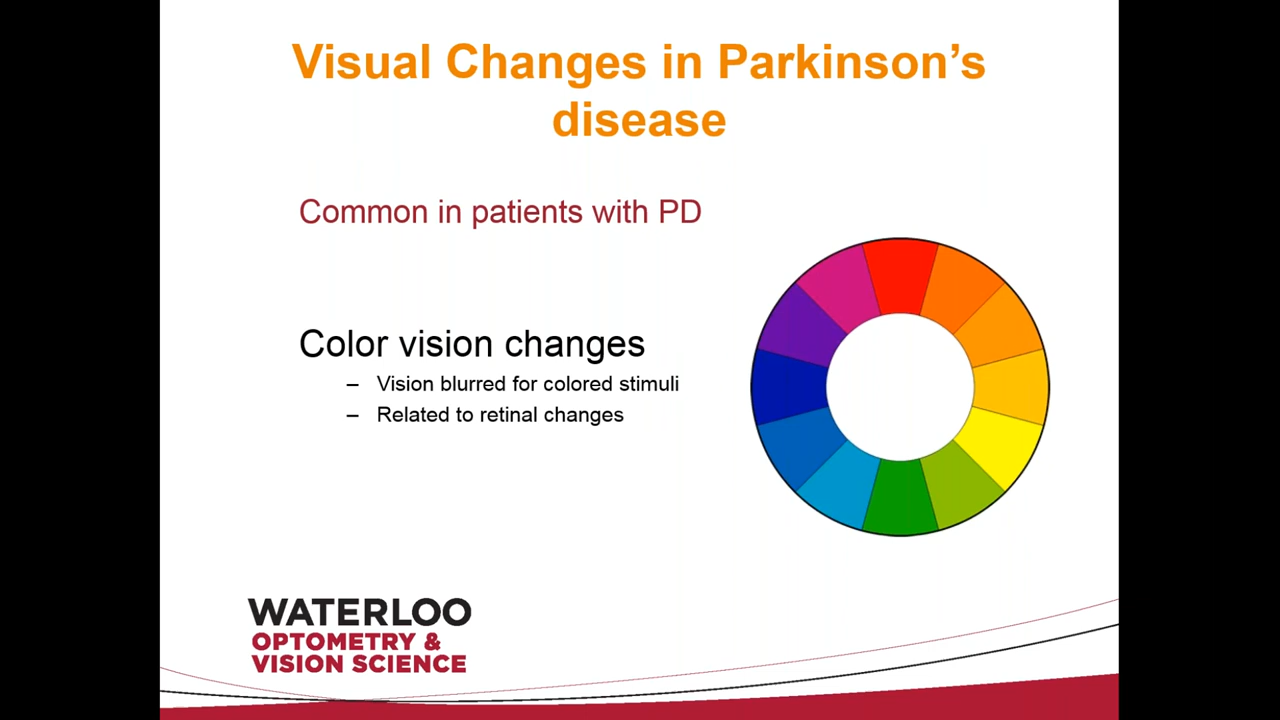 Visual Changes in Parkinson's
disease
Common in patients with PD
Color vision changes
– Vision blurred for colored stimuli
– Related to retinal changes
WATERLOO
OPTOMETRY &
VISION SCIENCE